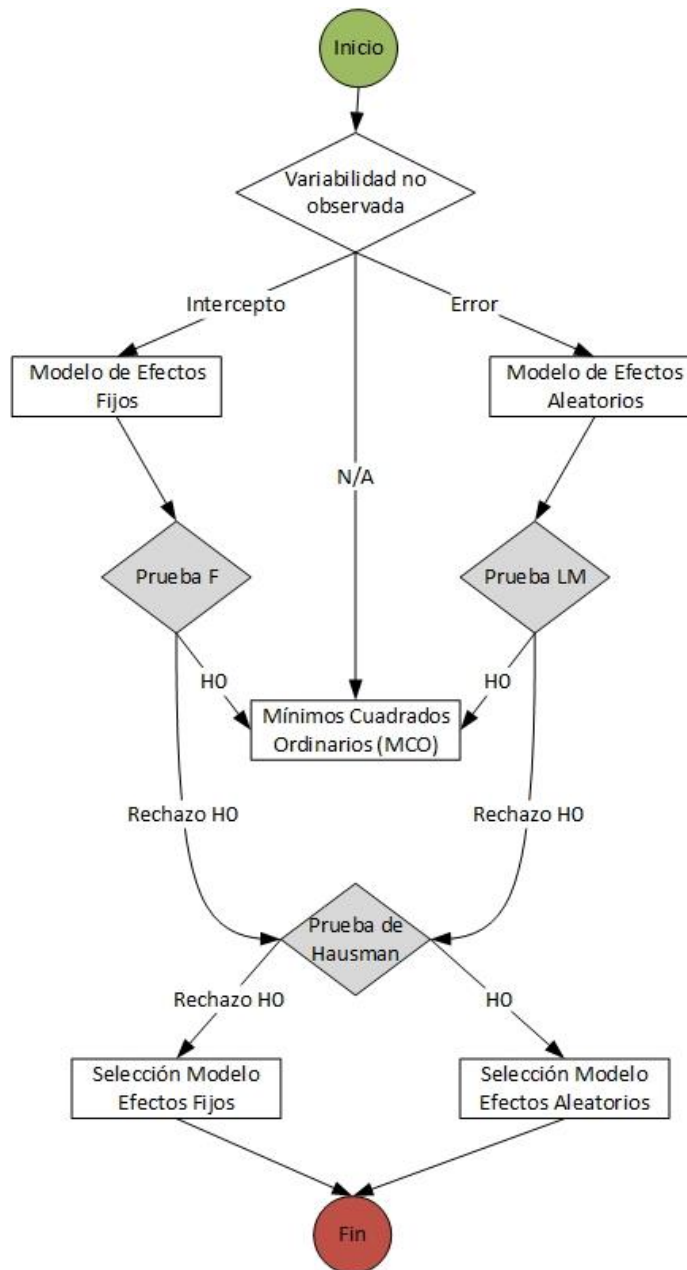 Inicio
Variabilidad no
observada
Intercepto
Error
Modelo de Efectos
Fijos
Modelo de Efectos
Aleatorios
N/A
Prueba F
Prueba LM
H0
H0
Mínimos Cuadrados
Ordinarios (MCO)
Rechazo H0
Rechazo H0
Prueba de
Hausman
Rechazo H0
H0
Selección Modelo
Efectos Fijos
Selección Modelo
Efectos Aleatorios
Fin